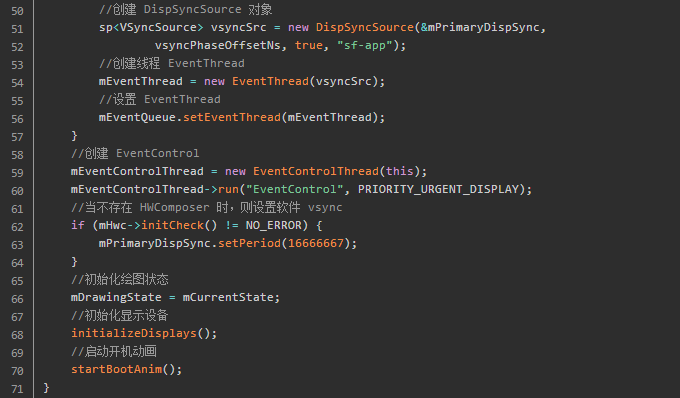 50 //创建 DispSyncSource 对象
51 sp<VSyncSource> vsyncSrc = new DispSyncSource(&mPrimaryDispSync,
52 vsyncPhaseOffsetNs, true, "sf-app");
53 //创建线程 EventThread
54 mEventThread = new EventThread(vsyncSrc);
55 //设置 EventThread
56 mEventQueue.setEventThread(mEventThread);
57 }
58 //创建 EventControl
59 mEventControlThread = new EventControlThread(this);
60 mEventControlThread->run("EventControl", PRIORITY_URGENT_DISPLAY);
61 //当不存在 HWComposer 时，则设置软件 vsync
62 if (mHwc->initCheck() != NO_ERROR) {
63 mPrimaryDispSync.setPeriod(16666667);
64 }
65 //初始化绘图状态
66 mDrawingState = mCurrentState;
67 //初始化显示设备
68 initializeDisplays();
69 //启动开机动画
70 startBootAnim();
71 }